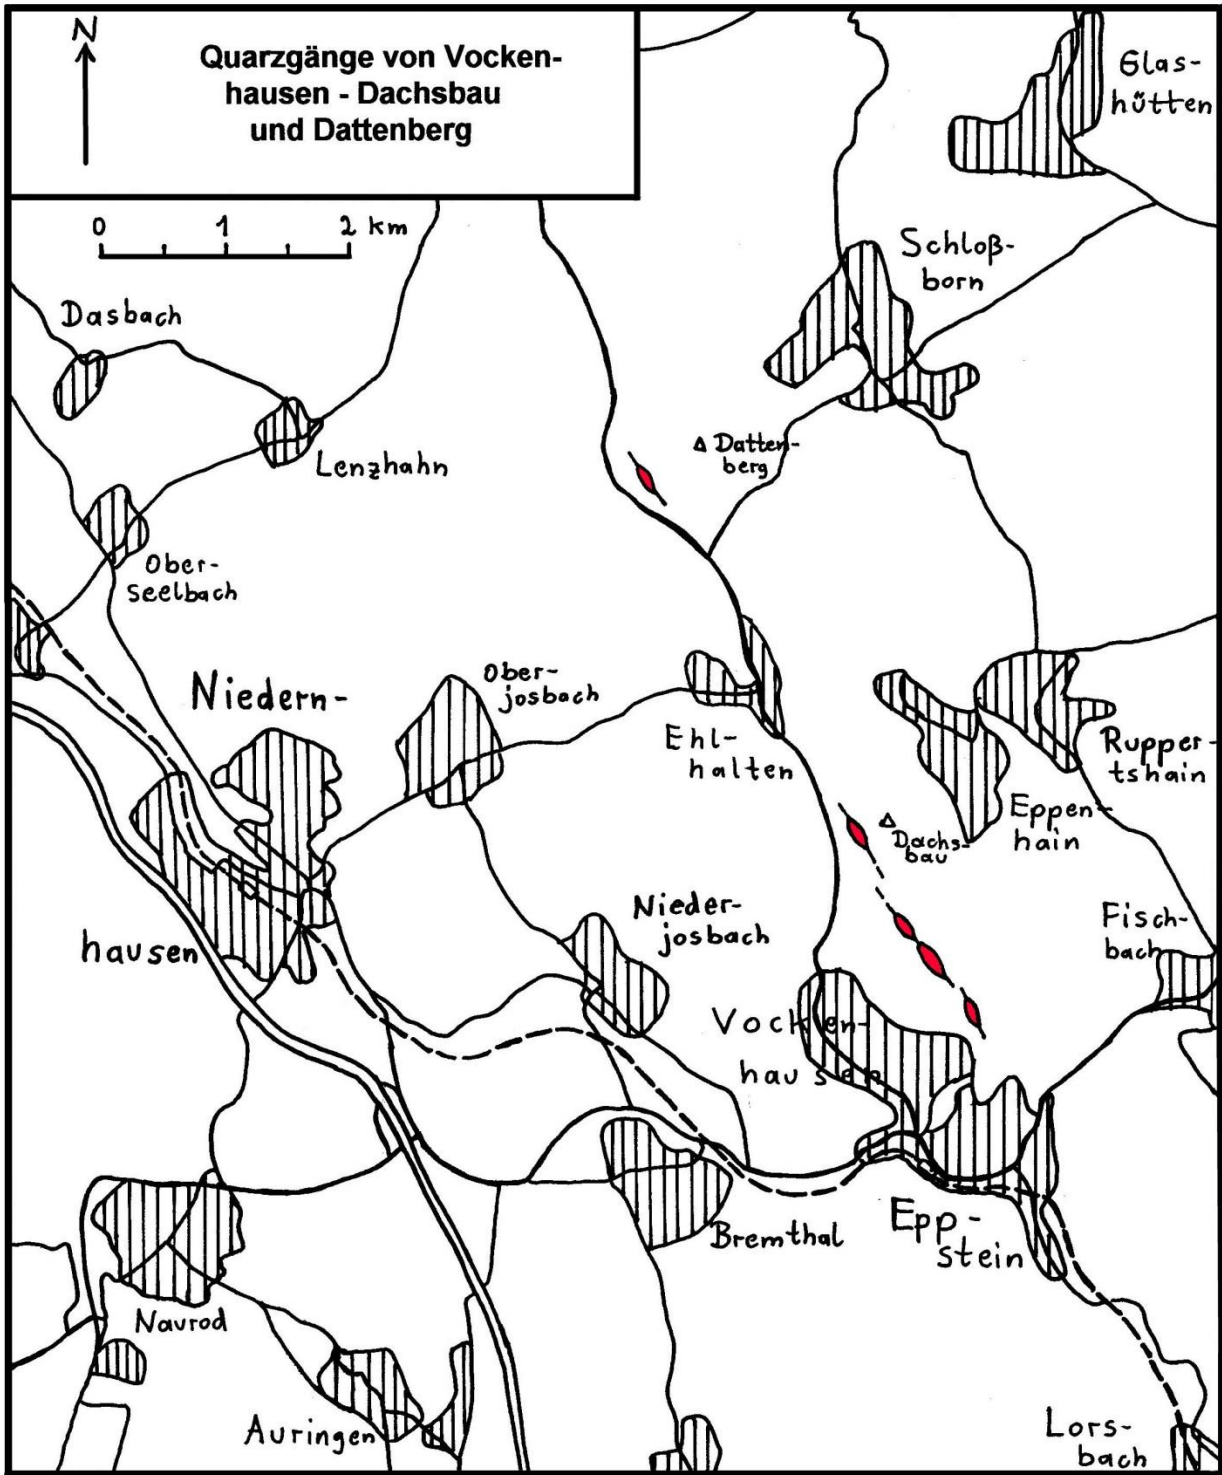 N
Quarzgänge von Vocken-
hausen - Dachsbau
und Dattenberg
0 1 2 km
Glas-
hütten
Schloß-
born
Dasbach
Lenzhahn
Datten-
berg
Ober-
seelbach
Niedern-
hausen
Ober-
josbach
Ehl-
halten
Rupper-
tshain
Eppen-
hain
Dachs-
bau
Nieder-
josbach
Fisch-
bach
Vocken-
hausen
Bremthal
Epp-
stein
Naurod
Auringen
Lors-
bach